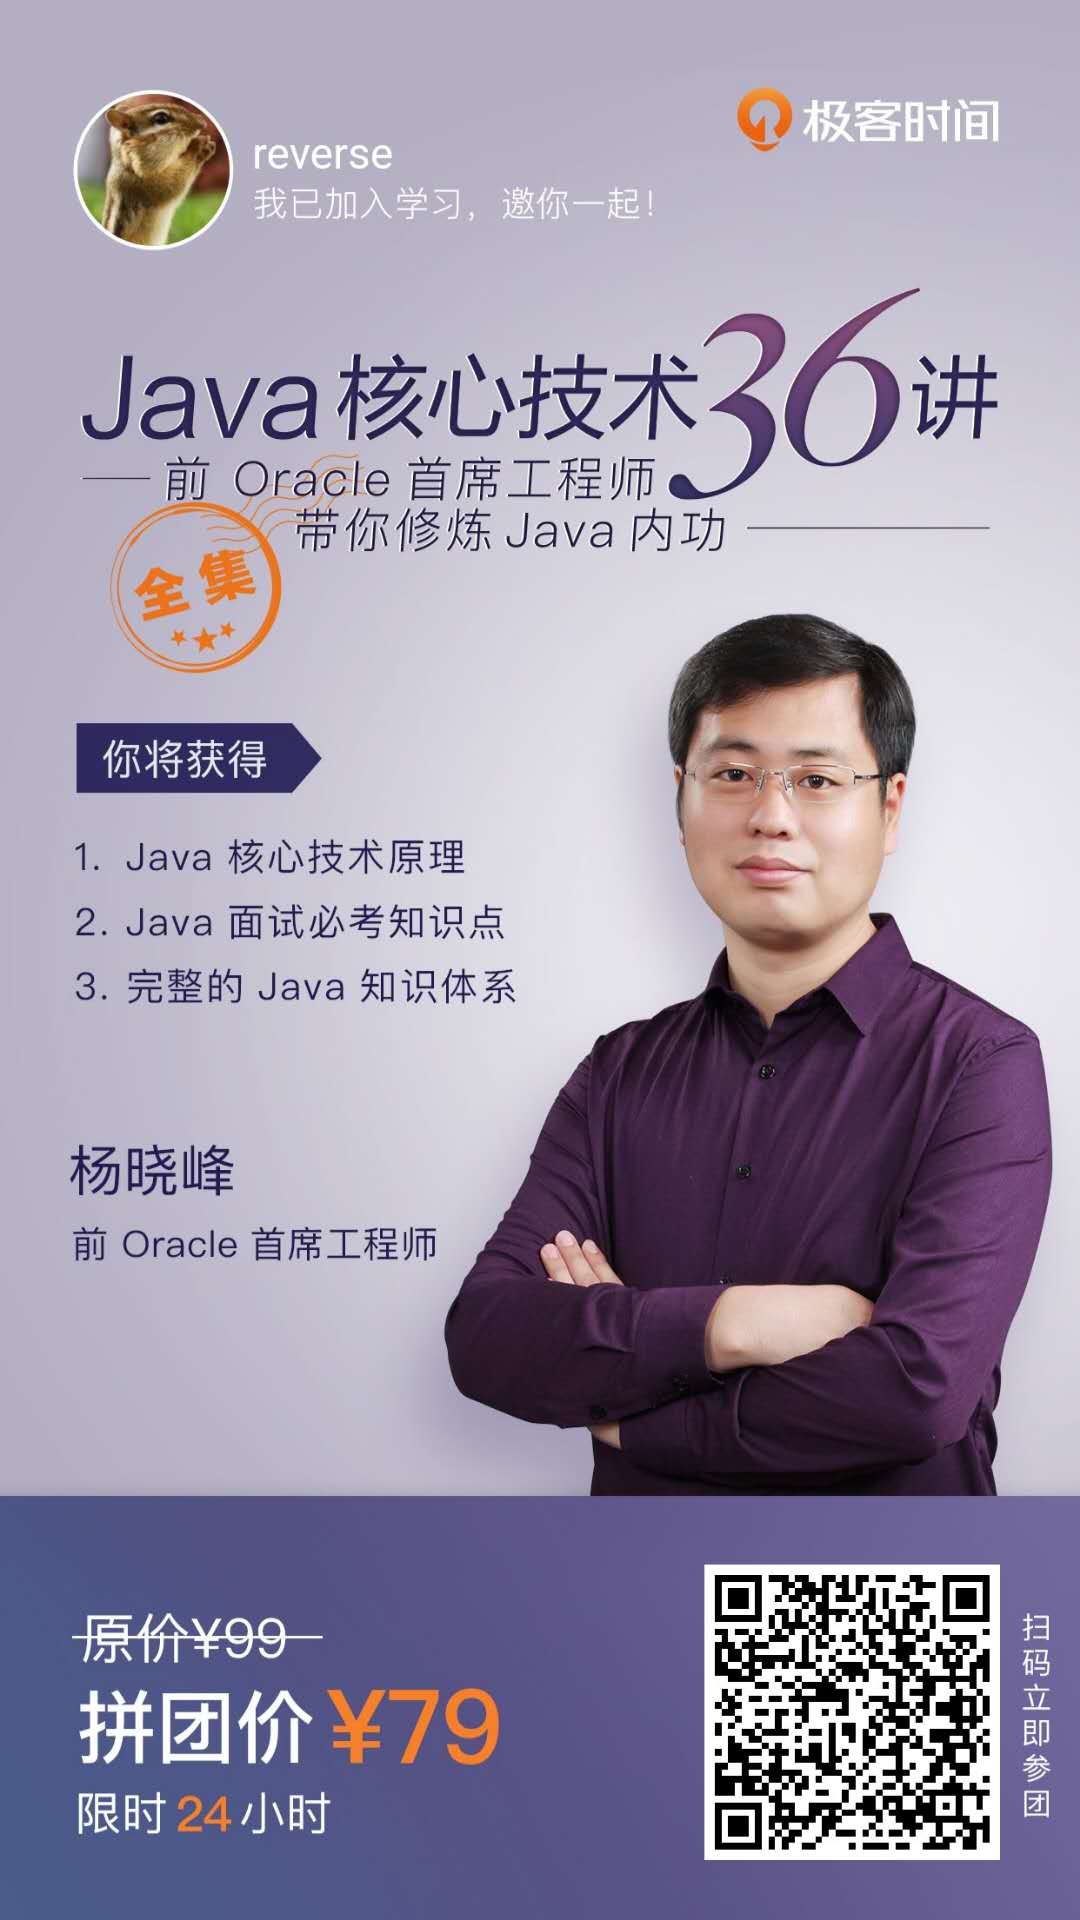 极客时间
reverse
我已加入学习，邀你一起！
Java核心技术36讲
前 Oracle 首席工程师
带你修炼 Java 内功
全集
你将获得
1. Java 核心技术原理
2. Java 面试必考知识点
3. 完整的 Java 知识体系
杨晓峰
前 Oracle 首席工程师
原价¥99
拼团价¥79
限时24小时
扫码立即参团